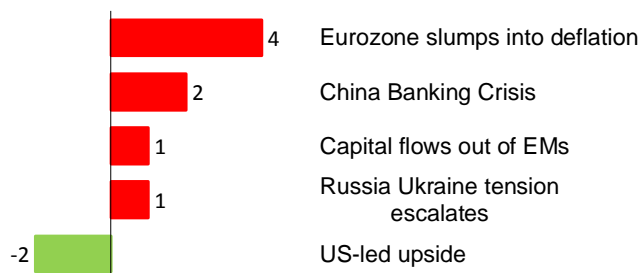 4 Eurozone slumps into deflation
2 China Banking Crisis
1 Capital flows out of EMs
1 Russia Ukraine tension
escalates
-2 US-led upside